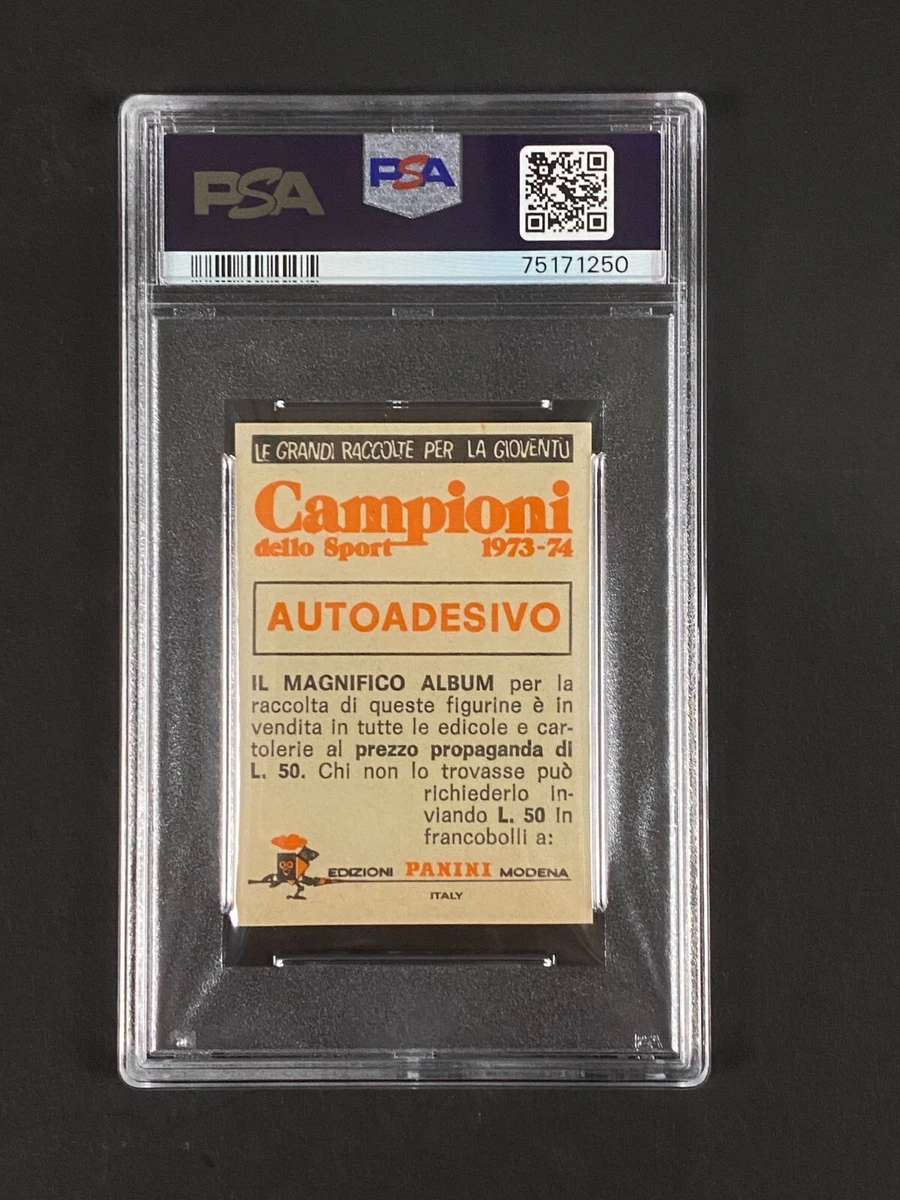 PSA
PSA
75171250
LE GRANDI RACCOLTE PER LA GIOVENTÙ
Campioni
dello Sport 1973-74
AUTOADESIVO
IL MAGNIFICO ALBUM per la
raccolta di queste figurine è in
vendita in tutte le edicole e car-
tolerie al prezzo propaganda di
L. 50. Chi non lo trovasse può
richiederlo in-
viando L. 50 in
francobolli a:
EDIZIONI PANINI MODENA
ITALY